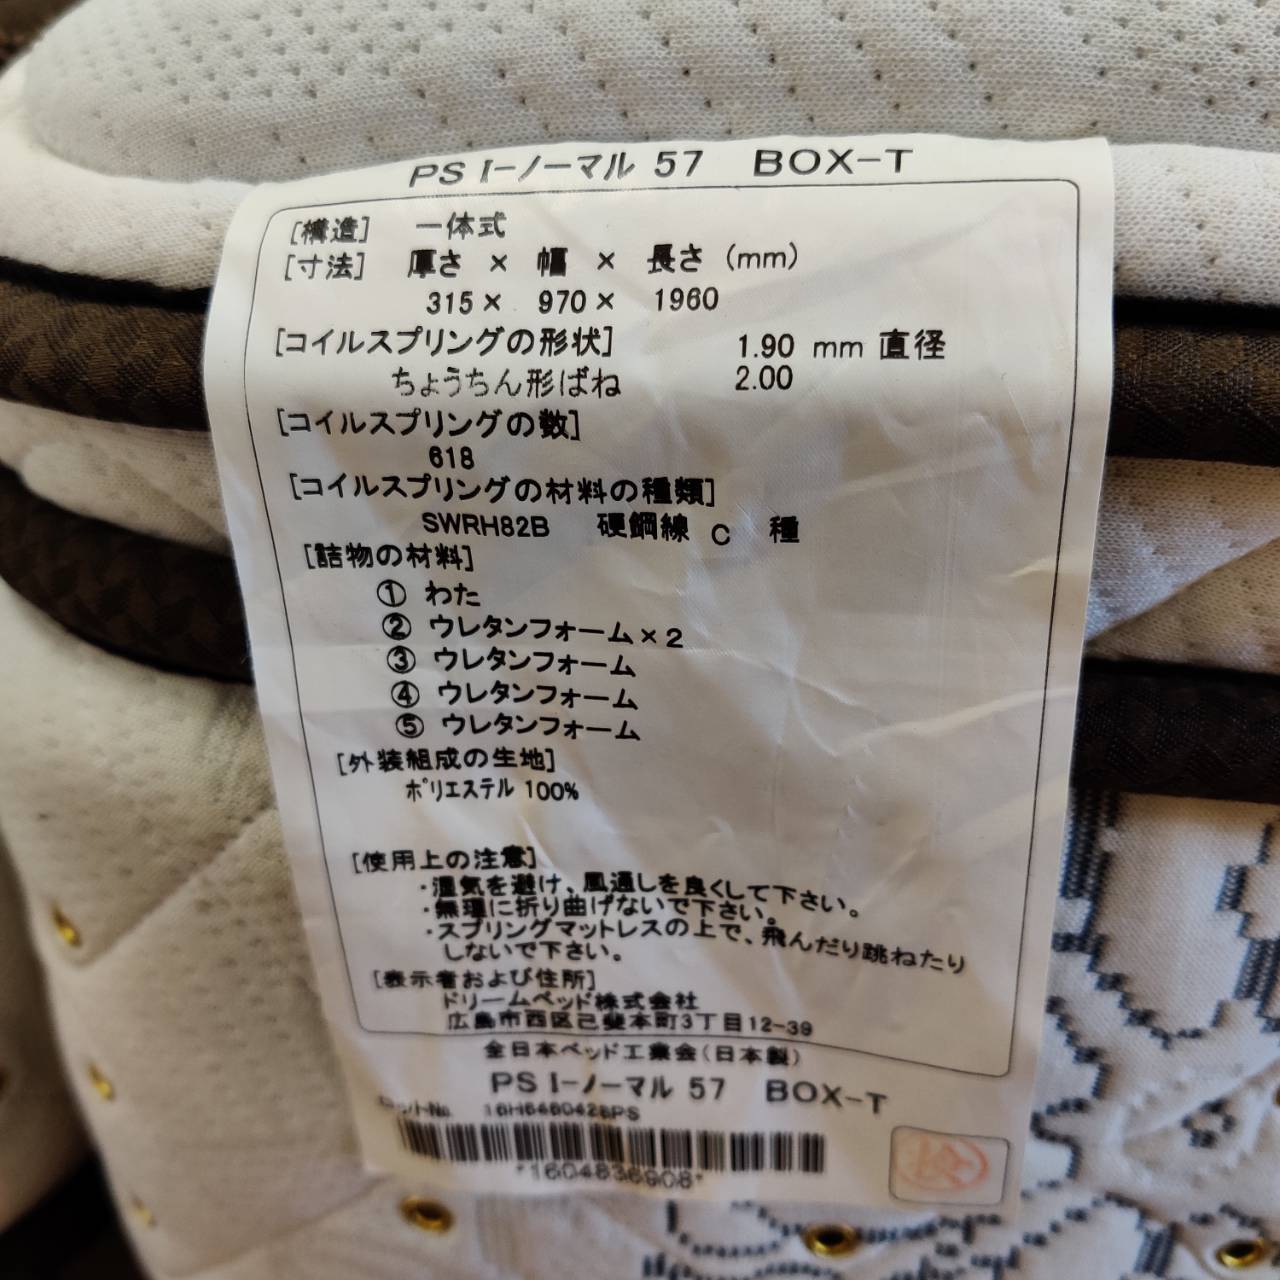 PS I-ノーマル 57 BOX-T
[構造] 一体式
[寸法] 厚さ × 幅 × 長さ (mm)
315 × 970 × 1960
[コイルスプリングの形状] 1.90 mm 直径
ちょうちん形ばね 2.00
[コイルスプリングの数]
618
[コイルスプリングの材料の種類]
SWRH82B 硬鋼線 C 種
[詰物の材料]
① わた
② ウレタンフォーム×2
③ ウレタンフォーム
④ ウレタンフォーム
⑤ ウレタンフォーム
[外装組成の生地]
ポリエステル 100%
[使用上の注意]
・湿気を避け、風通しを良くして下さい。
・無理に折り曲げないで下さい。
・スプリングマットレスの上で、飛んだり跳ねたり
しないで下さい。
[表示者および住所]
ドリームベッド株式会社
広島市西区己斐本町3丁目12-39
全日本ベッド工業会(日本製)
PS I-ノーマル 57 BOX-T
ロットNo. 16H6460426PS
*1604836908*
検